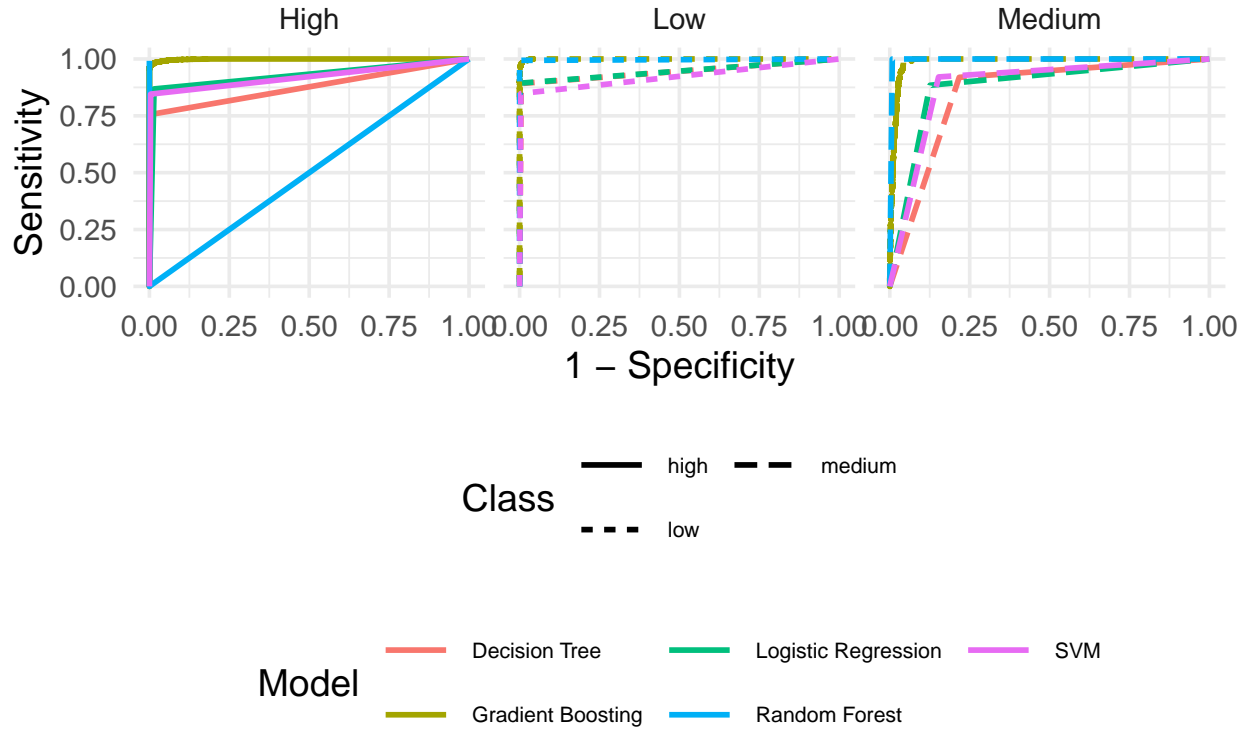 High Low Medium
1.00
0.75
0.50
0.25
0.00
Sensitivity
0.00 0.25 0.50 0.75 1.00 0.00 0.25 0.50 0.75 1.00 0.00 0.25 0.50 0.75 1.00
1 − Specificity
Class
high medium
low
Model
Decision Tree Logistic Regression SVM
Gradient Boosting Random Forest